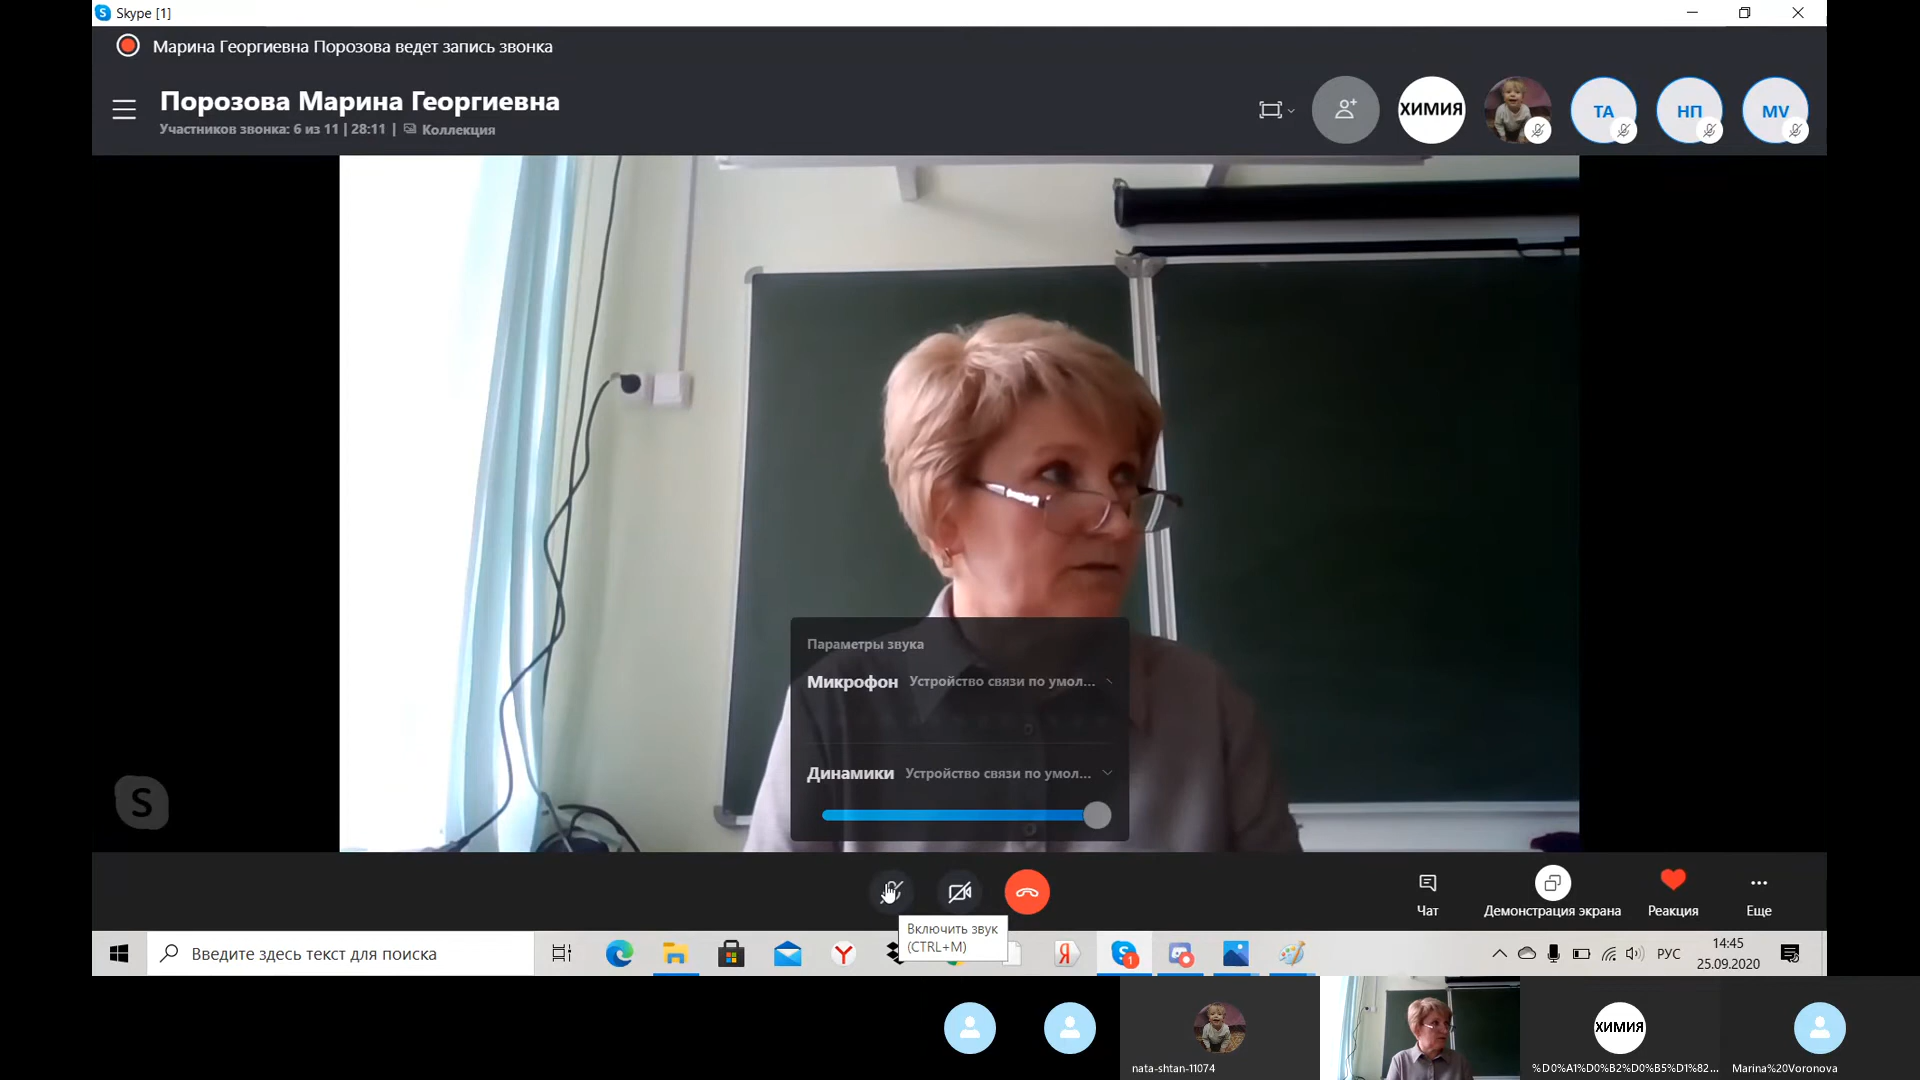 Skype [1]
Марина Георгиевна Порозова ведет запись звонка
Порозова Марина Георгиевна
Участников звонка: 6 из 11 | 28:11 | Коллекция
ХИМИЯ
TA
НП
MV
Параметры звука
Микрофон Устройство связи по умол...
Динамики Устройство связи по умол...
S
Чат
Демонстрация экрана
Реакция
Еще
Включить звук
(CTRL+M)
Введите здесь текст для поиска
Y
Я
S 1
РУС
14:45
25.09.2020
ХИМИЯ
nata-shtan-11074
%D0%A1%D0%B2%D0%B5%D1%82...
Marina%20Voronova